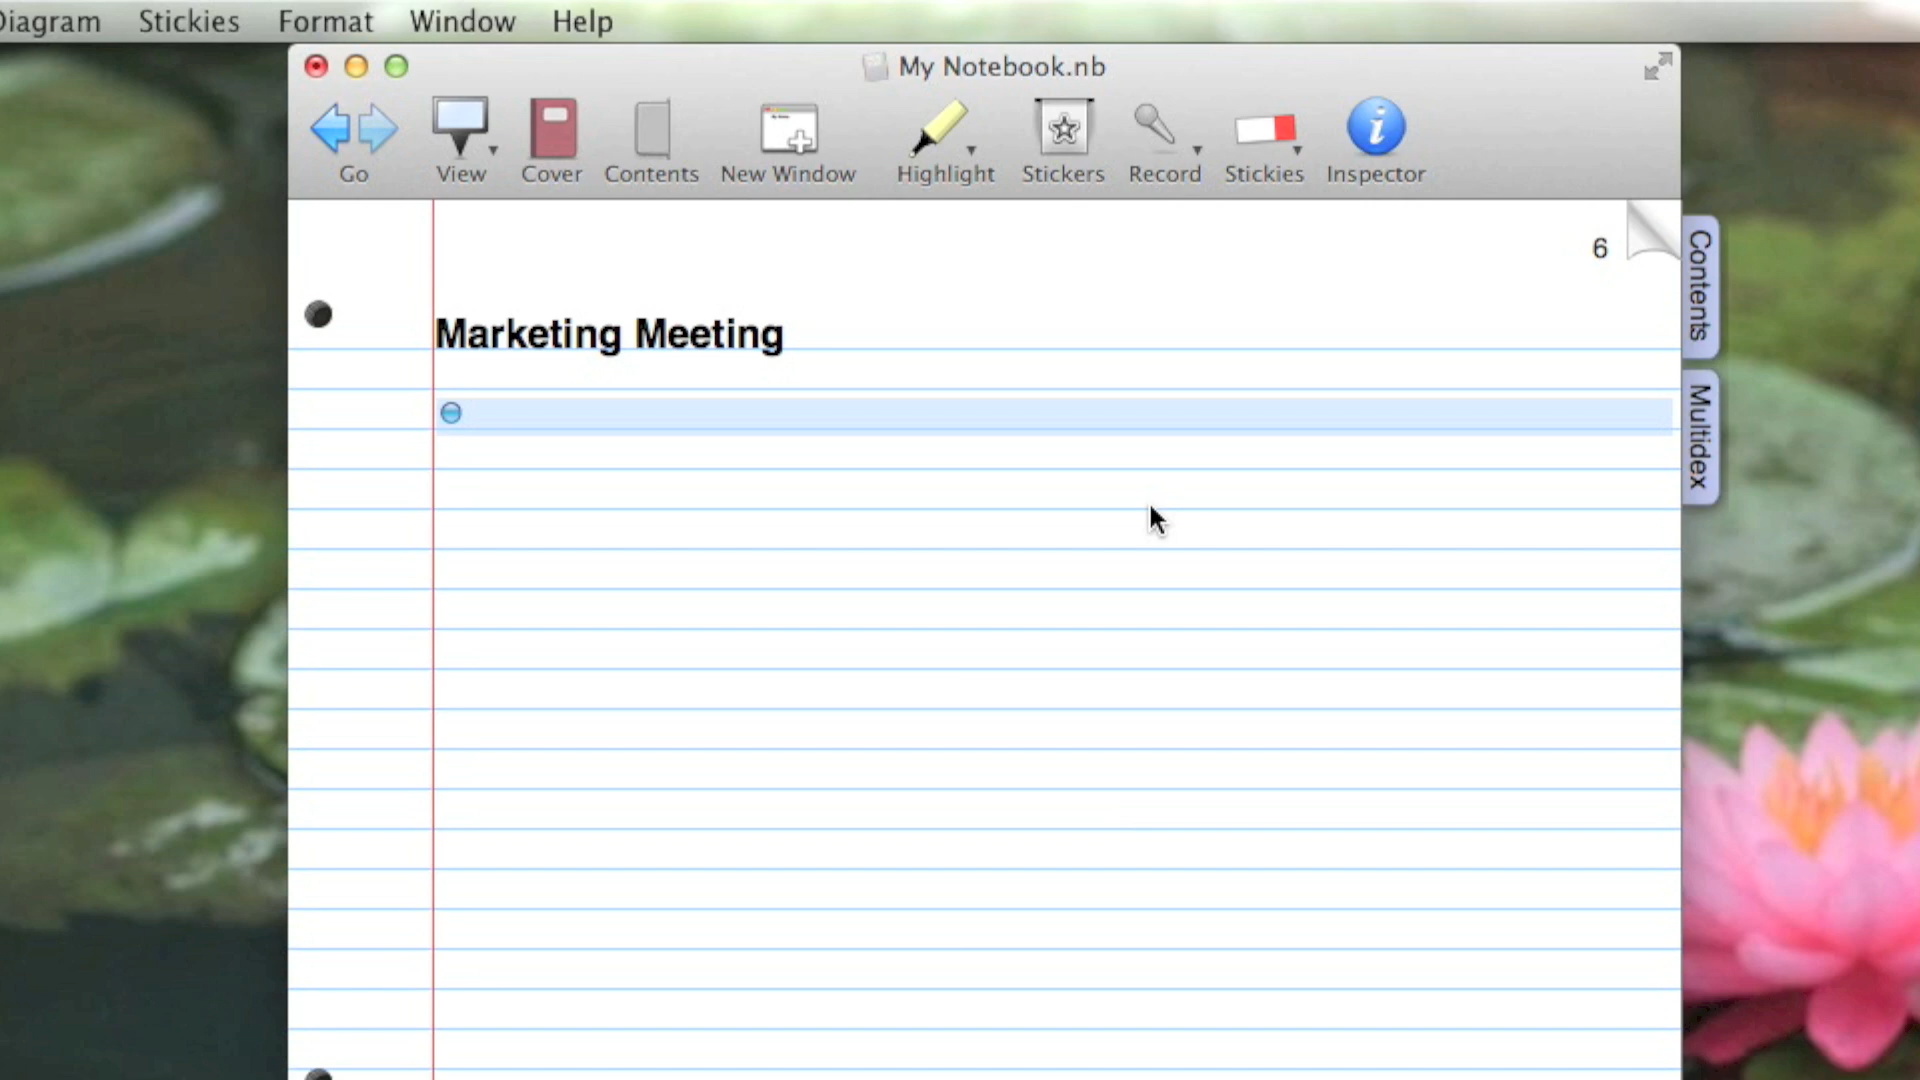 Diagram Stickies Format Window Help
My Notebook.nb
Go View Cover Contents New Window Highlight Stickers Record Stickies Inspector
6
Contents
Marketing Meeting
Multidex